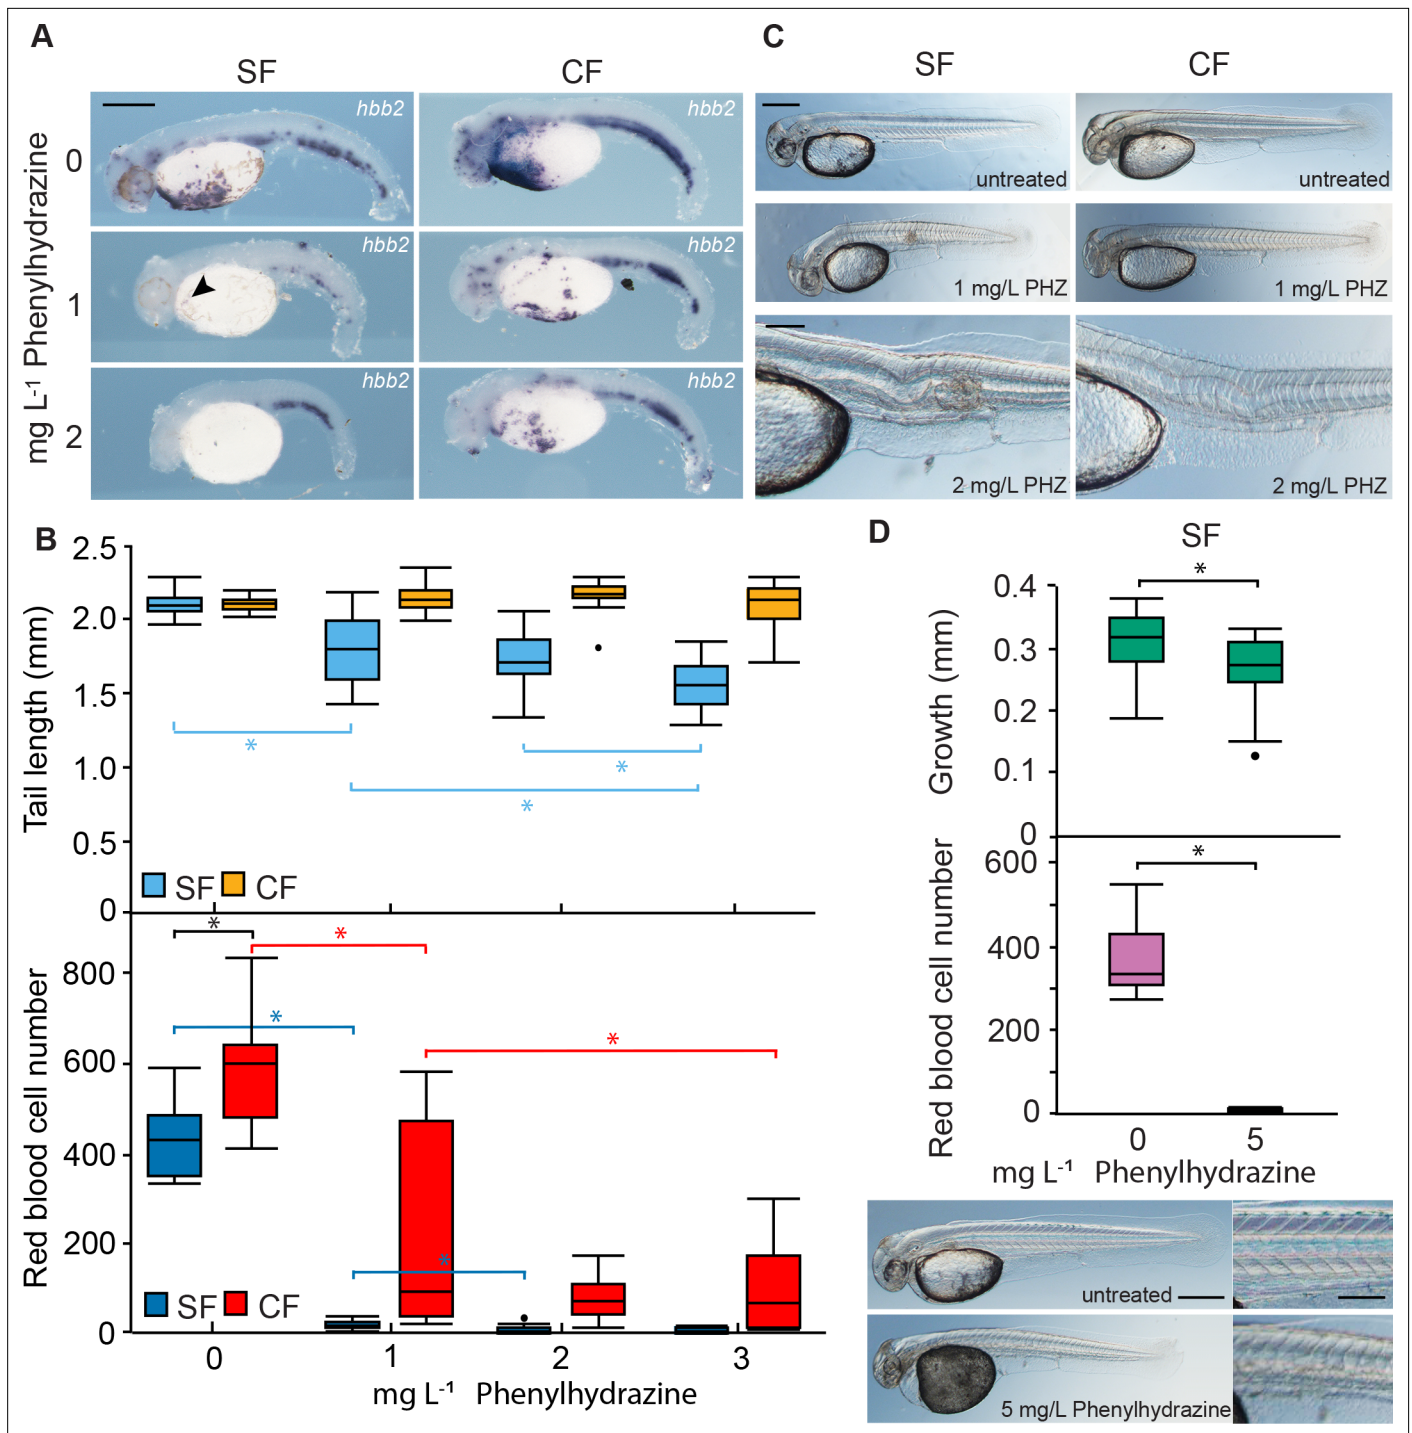 A
SF
CF
mg L-1 Phenylhydrazine
0
hbb2
hbb2
1
hbb2
hbb2
2
hbb2
hbb2
C
SF
CF
untreated
untreated
1 mg/L PHZ
1 mg/L PHZ
2 mg/L PHZ
2 mg/L PHZ
B
Tail length (mm)
2.5
2.0
1.5
1.0
0.5
0
*
*
*
SF
CF
Red blood cell number
800
600
400
200
0
*
*
*
*
*
SF
CF
0
1
2
3
mg L-1 Phenylhydrazine
D
SF
Growth (mm)
0.4
0.3
0.2
0.1
0
*
Red blood cell number
600
400
200
0
*
0
5
mg L-1 Phenylhydrazine
untreated
5 mg/L Phenylhydrazine